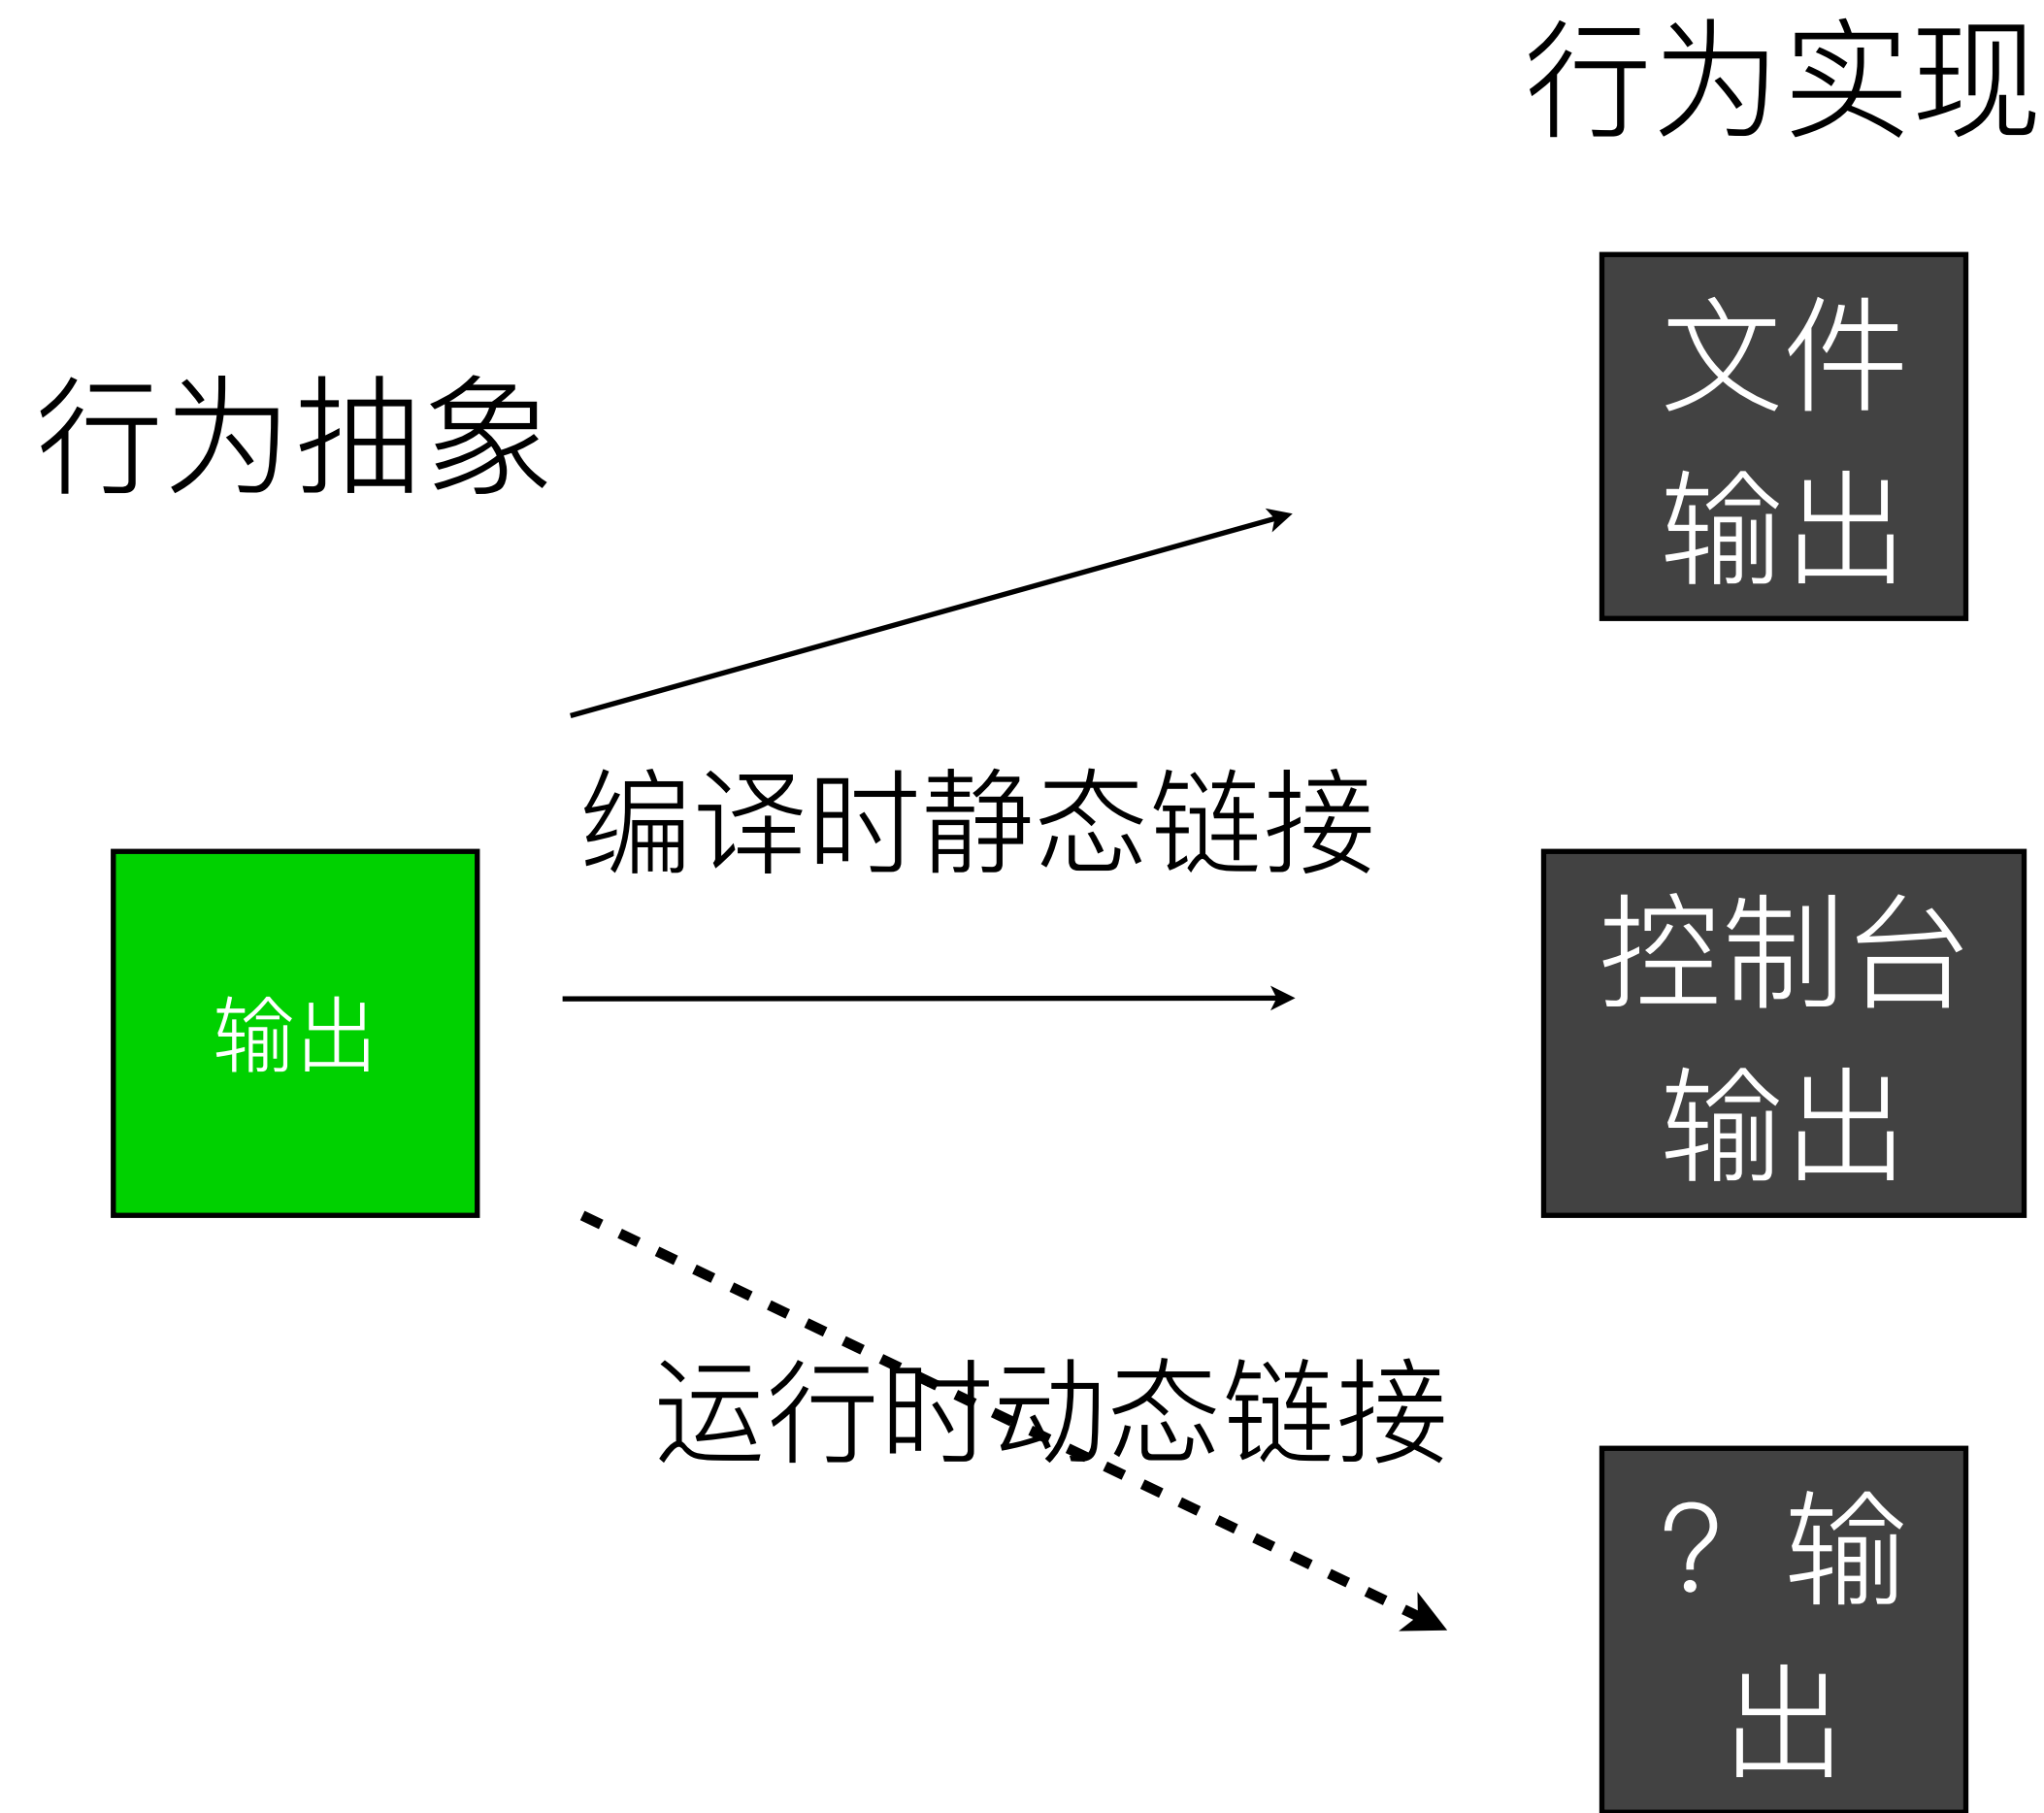 行为实现
行为抽象
文件
输出
编译时静态链接
输出
控制台
输出
运行时动态链接
？输
出